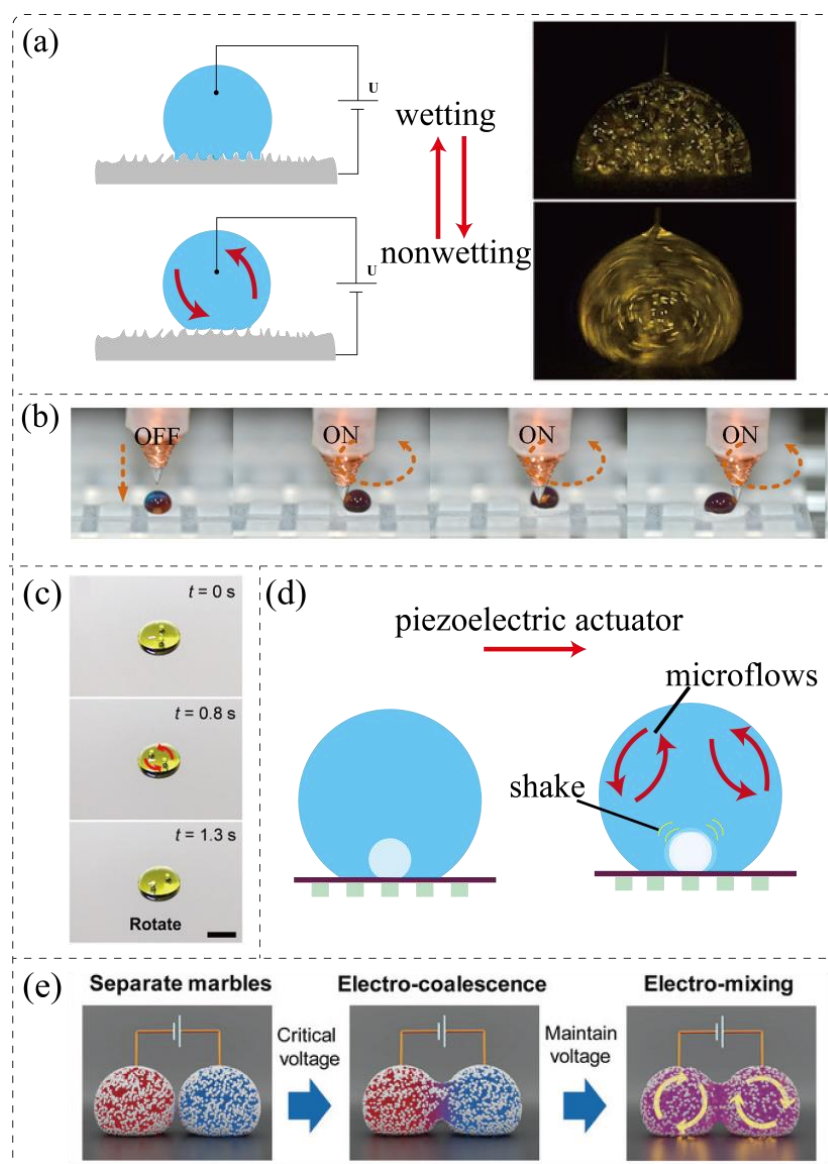 (a)
U
wetting
U
nonwetting
(b)
OFF
ON
ON
ON
(c)
t = 0 s
t = 0.8 s
t = 1.3 s
Rotate
(d)
piezoelectric actuator
microflows
shake
(e)
Separate marbles
Electro-coalescence
Electro-mixing
Critical
voltage
Maintain
voltage